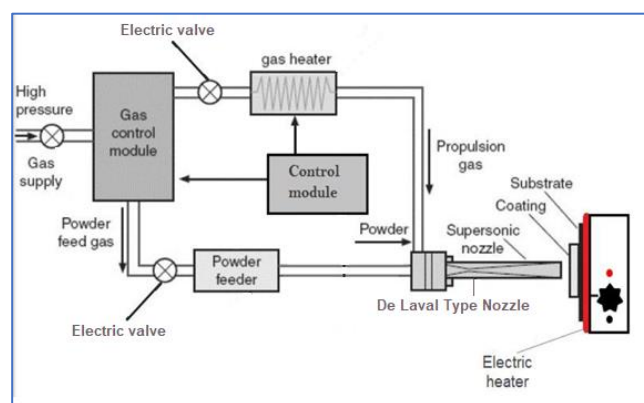 Electric valve
gas heater
High
pressure
Gas
supply
Gas
control
module
Control
module
Propulsion
gas
Substrate
Coating
Supersonic
nozzle
Powder
feed gas
Powder
Powder
feeder
De Laval Type Nozzle
Electric valve
Electric
heater